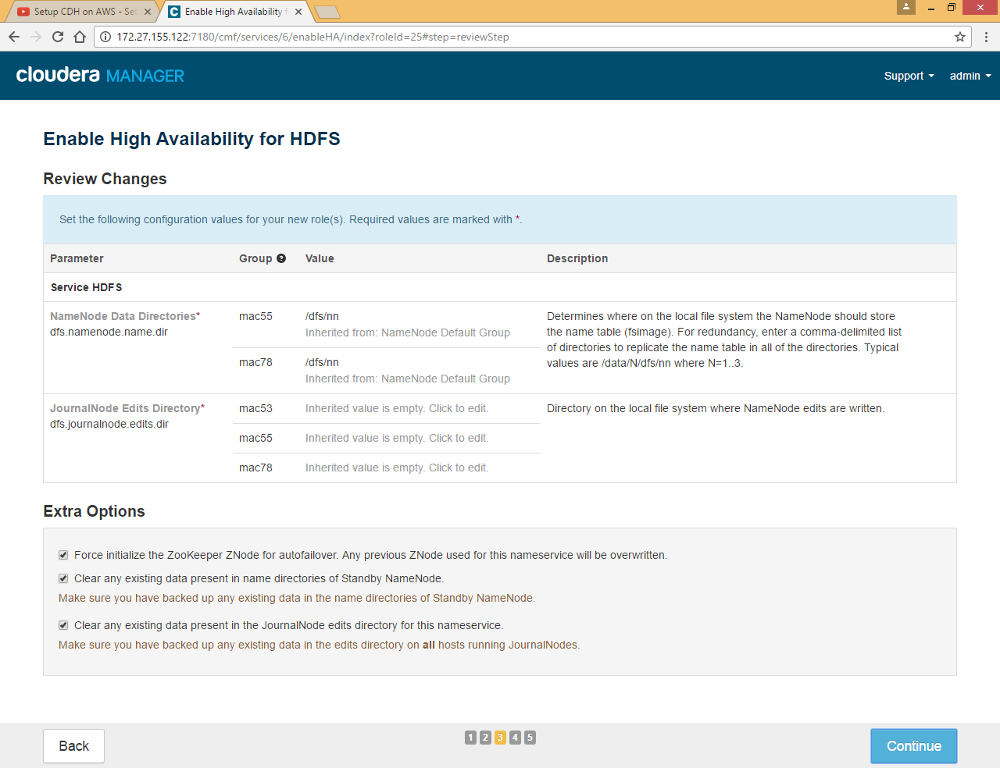 Setup CDH on AWS - Set
Enable High Availability f
172.27.155.122:7180/cmf/services/6/enableHA/index?roleId=25#step=reviewStep
cloudera MANAGER
Support
admin
Enable High Availability for HDFS
Review Changes
Set the following configuration values for your new role(s). Required values are marked with *.
Parameter Group Value Description
Service HDFS
NameNode Data Directories* mac55 /dfs/nn Determines where on the local file system the NameNode should store
dfs.namenode.name.dir Inherited from: NameNode Default Group the name table (fsimage). For redundancy, enter a comma-delimited list
of directories to replicate the name table in all of the directories. Typical
mac78 /dfs/nn values are /data/N/dfs/nn where N=1..3.
Inherited from: NameNode Default Group
JournalNode Edits Directory* mac53 Inherited value is empty. Click to edit. Directory on the local file system where NameNode edits are written.
dfs.journalnode.edits.dir
mac55 Inherited value is empty. Click to edit.
mac78 Inherited value is empty. Click to edit.
Extra Options
Force initialize the ZooKeeper ZNode for autofailover. Any previous ZNode used for this nameservice will be overwritten.
Clear any existing data present in name directories of Standby NameNode.
Make sure you have backed up any existing data in the name directories of Standby NameNode.
Clear any existing data present in the JournalNode edits directory for this nameservice.
Make sure you have backed up any existing data in the edits directory on all hosts running JournalNodes.
Back
1 2 3 4 5
Continue